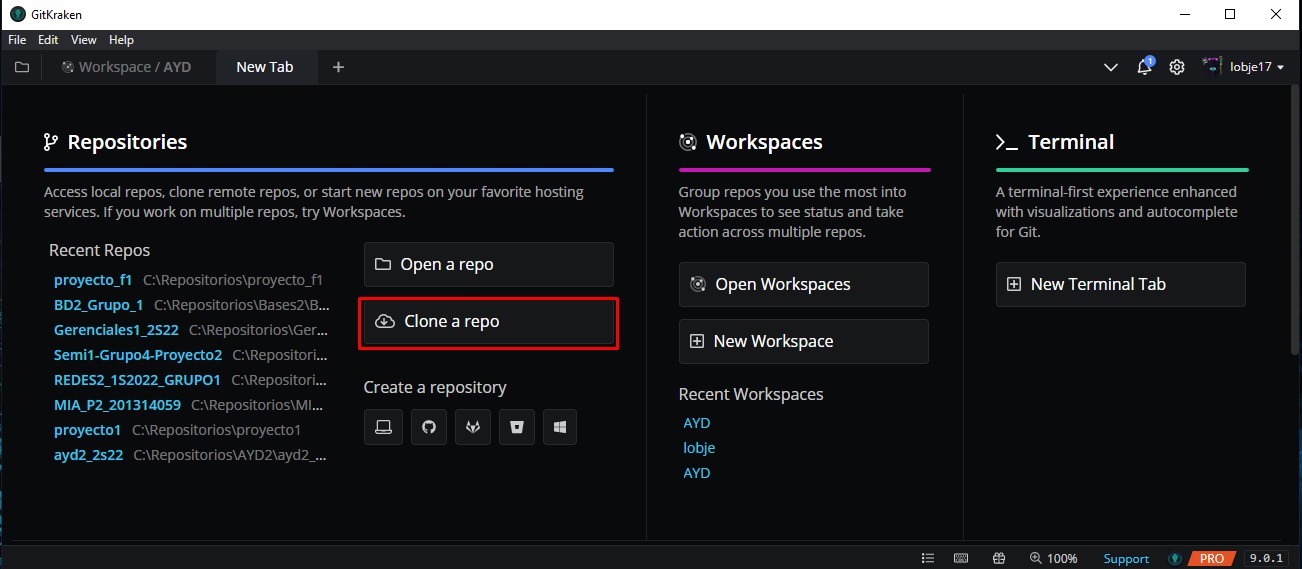 GitKraken
File Edit View Help
Workspace / AYD
New Tab
1
lobje17
Repositories
Access local repos, clone remote repos, or start new repos on your favorite hosting
services. If you work on multiple repos, try Workspaces.
Recent Repos
proyecto_f1 C:\Repositorios\proyecto_f1
BD2_Grupo_1 C:\Repositorios\Bases2\B...
Gerenciales1_2S22 C:\Repositorios\Ger...
Semi1-Grupo4-Proyecto2 C:\Repositori...
REDES2_1S2022_GRUPO1 C:\Repositori...
MIA_P2_201314059 C:\Repositorios\MI...
proyecto1 C:\Repositorios\proyecto1
ayd2_2s22 C:\Repositorios\AYD2\ayd2_...
Open a repo
Clone a repo
Create a repository
Workspaces
Group repos you use the most into
Workspaces to see status and take
action across multiple repos.
Open Workspaces
New Workspace
Recent Workspaces
AYD
lobje
AYD
Terminal
A terminal-first experience enhanced
with visualizations and autocomplete
for Git.
New Terminal Tab
100%
Support
PRO
9.0.1